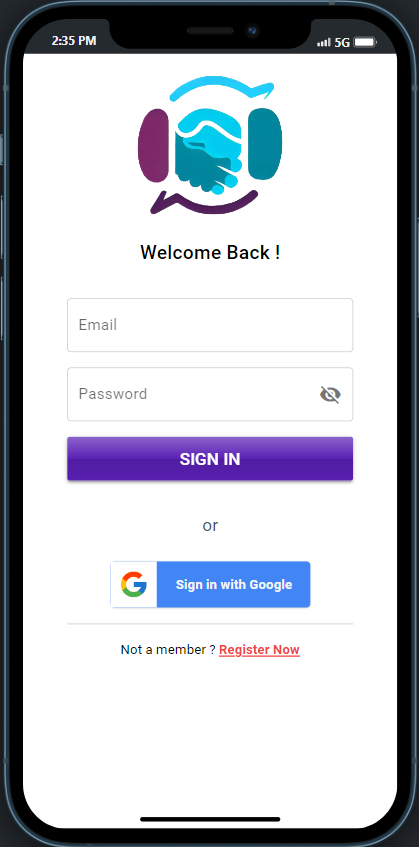 2:35 PM 5G
Welcome Back !
Email
Password
SIGN IN
or
Sign in with Google
Not a member ? Register Now